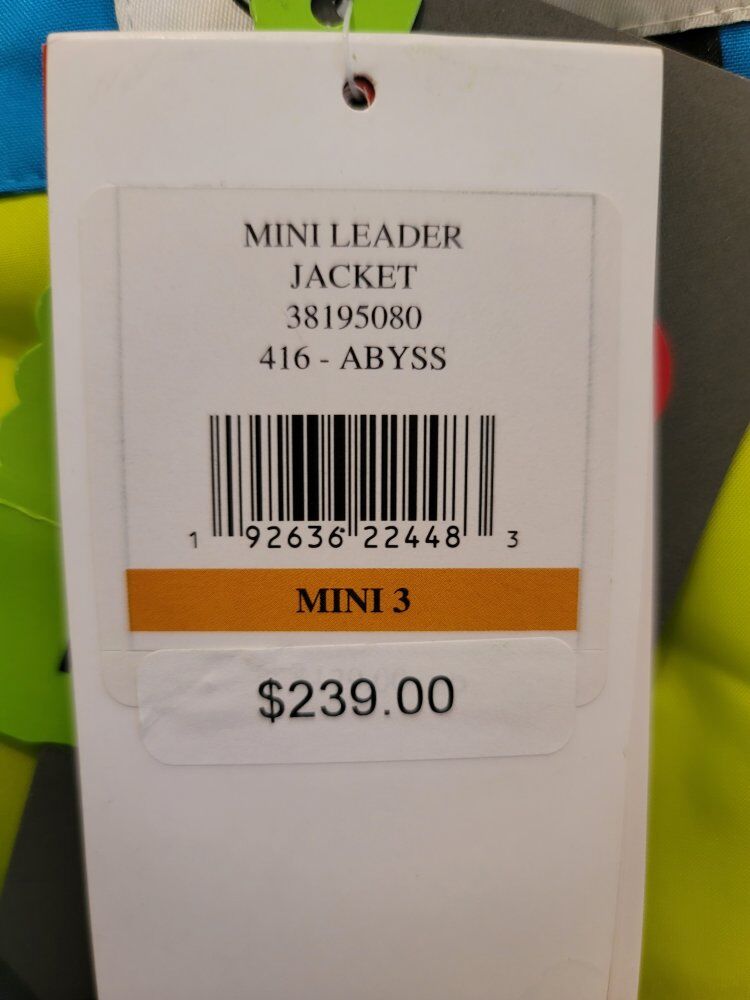 MINI LEADER
JACKET
38195080
416 - ABYSS
1 92636 22448 3
MINI 3
$239.00